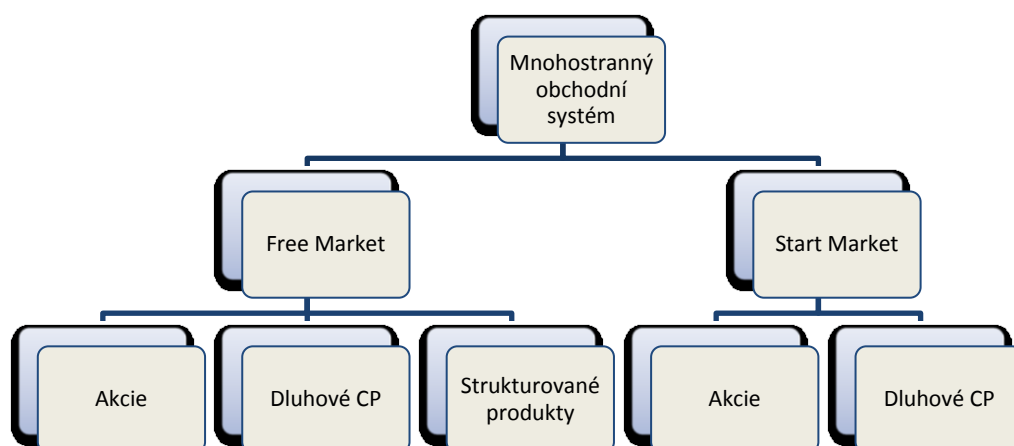 Mnohostranný
obchodní
systém
Free Market
Start Market
Akcie
Dluhové CP
Strukturované
produkty
Akcie
Dluhové CP